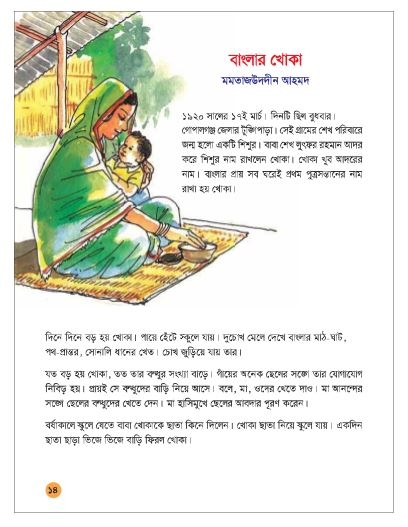 বাংলার খোকা
মমতাজউদদীন আহমদ
১৯২০ সালের ১৭ই মার্চ। দিনটি ছিল বুধবার।
গোপালগঞ্জ জেলার টুঙ্গিপাড়া। সেই গ্রামের শেখ পরিবারে
জন্ম হলো একটি শিশুর। বাবা শেখ লুৎফর রহমান আদর
করে শিশুর নাম রাখলেন খোকা। খোকা খুব আদরের
নাম। বাংলার প্রায় সব ঘরেই প্রথম পুত্রসন্তানের নাম
রাখা হয় খোকা।
দিনে দিনে বড় হয় খোকা। পায়ে হেঁটে স্কুলে যায়। দুচোখ মেলে দেখে বাংলার মাঠ-ঘাট,
পথ-প্রান্তর, সোনালি ধানের খেত। চোখ জুড়িয়ে যায় তার।
যত বড় হয় খোকা, তত তার বন্ধুর সংখ্যা বাড়ে। গাঁয়ের অনেক ছেলের সঙ্গে তার যোগাযোগ
নিবিড় হয়। প্রায়ই সে বন্ধুদের বাড়ি নিয়ে আসে। বলে, মা, ওদের খেতে দাও। মা আনন্দের
সঙ্গে ছেলের বন্ধুদের খেতে দেন। মা হাসিমুখে ছেলের আবদার পূরণ করেন।
বর্ষাকালে স্কুলে যেতে বাবা খোকাকে ছাতা কিনে দিলেন। খোকা ছাতা নিয়ে স্কুলে যায়। একদিন
ছাতা ছাড়া ভিজে ভিজে বাড়ি ফিরল খোকা।
১৪